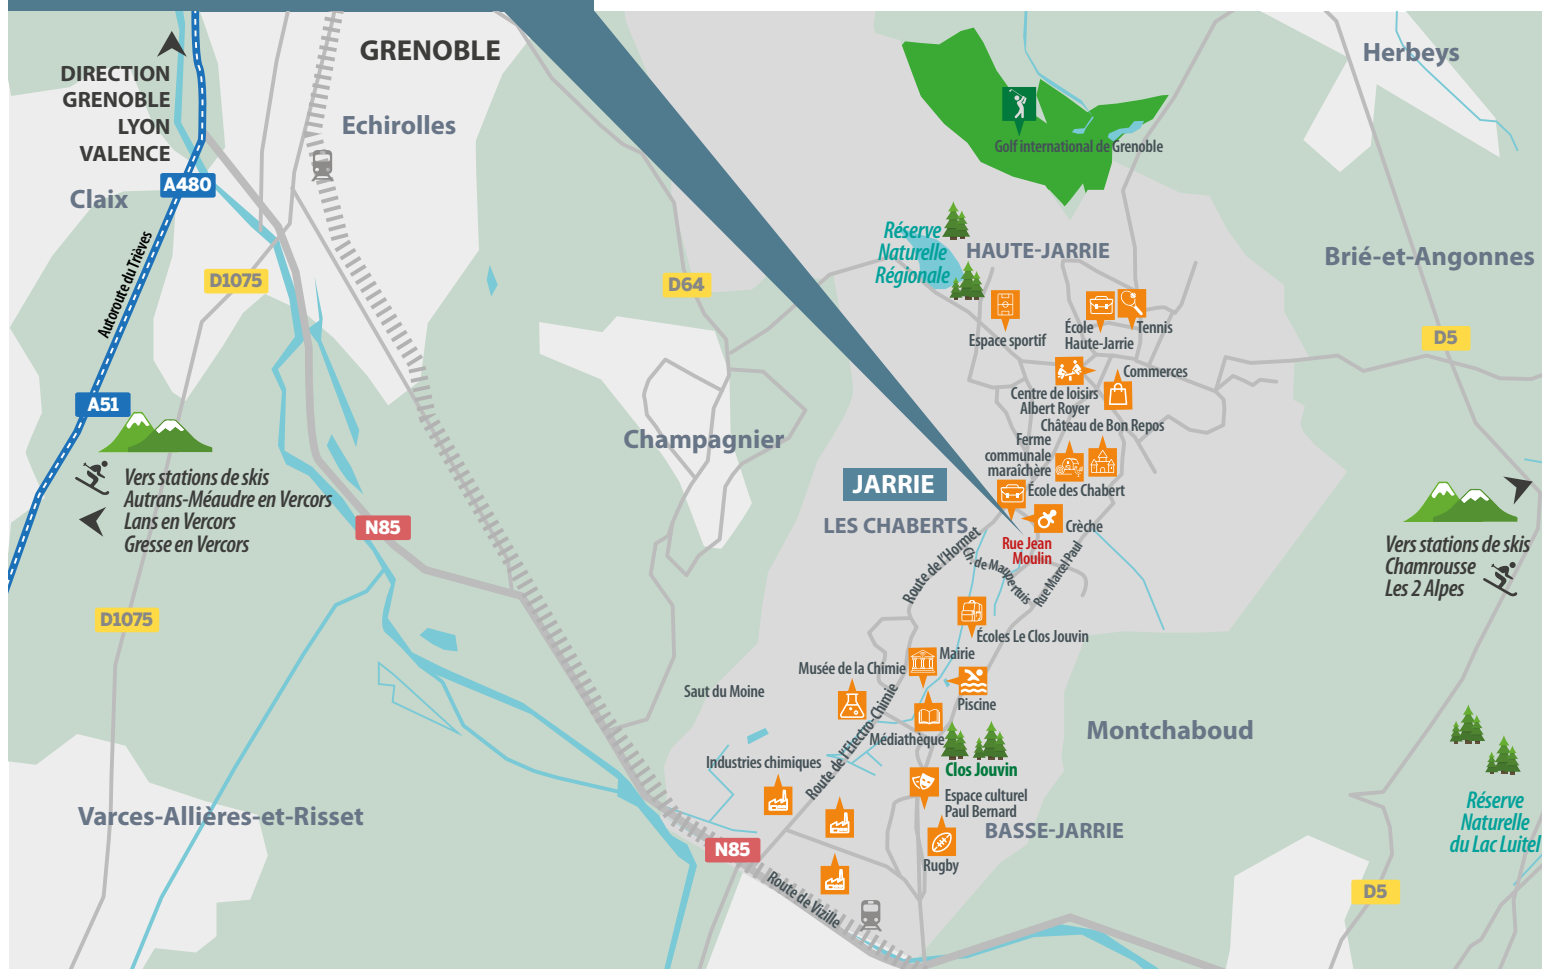 GRENOBLE
DIRECTION
GRENOBLE
LYON
VALENCE
Echirolles
Claix
A480
Autoroute du Trièves
D1075
A51
Vers stations de skis
Autrans-Méaudre en Vercors
Lans en Vercors
Gresse en Vercors
N85
D1075
Varces-Allières-et-Risset
D64
Champagnier
Herbeys
Golf international de Grenoble
Réserve
Naturelle
Régionale
HAUTE-JARRIE
Brié-et-Angonnes
Espace sportif
École
Haute-Jarrie
Tennis
D5
Commerces
Centre de loisirs
Albert Royer
Château de Bon Repos
Ferme
communale
maraîchère
JARRIE
École des Chabert
LES CHABERTS
Crèche
Rue Jean
Moulin
Route de l'Hormet
Ch. de Malpertuis
Rue Marcel Paul
Vers stations de skis
Chamrousse
Les 2 Alpes
Écoles Le Clos Jouvin
Mairie
Musée de la Chimie
Saut du Moine
Piscine
Médiathèque
Route de l'Electro-Chimie
Montchaboud
Industries chimiques
Clos Jouvin
Espace culturel
Paul Bernard
BASSE-JARRIE
Rugby
N85
Route de Vizille
Réserve
Naturelle
du Lac Luitel
D5